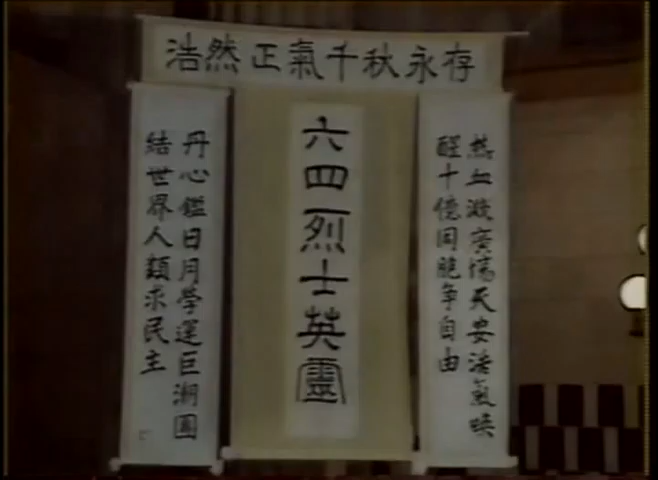 浩然正氣千秋永存
熱血濺廣場天安浩氣喚
醒十億同胞争自由
六四烈士英靈
丹心鑑日月學運巨潮團
結世界人類求民主